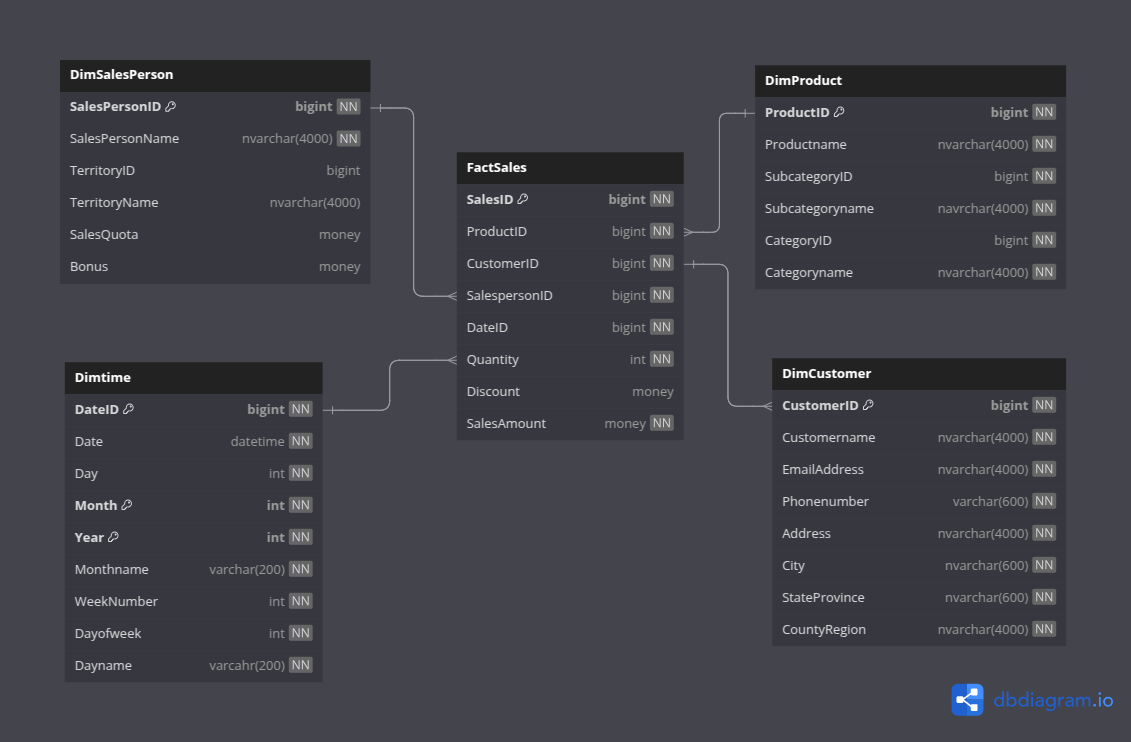 DimSalesPerson
SalesPersonID bigint NN
SalesPersonName nvarchar(4000) NN
TerritoryID bigint
TerritoryName nvarchar(4000)
SalesQuota money
Bonus money
Dimtime
DateID bigint NN
Date datetime NN
Day int NN
Month int NN
Year int NN
Monthname varchar(200) NN
WeekNumber int NN
Dayofweek int NN
Dayname varcahr(200) NN
FactSales
SalesID bigint NN
ProductID bigint NN
CustomerID bigint NN
SalespersonID bigint NN
DateID bigint NN
Quantity int NN
Discount money
SalesAmount money NN
DimProduct
ProductID bigint NN
Productname nvarchar(4000) NN
SubcategoryID bigint NN
Subcategoryname navrchar(4000) NN
CategoryID bigint NN
Categoryname nvarchar(4000) NN
DimCustomer
CustomerID bigint NN
Customername nvarchar(4000) NN
EmailAddress nvarchar(4000) NN
Phonenumber varchar(600) NN
Address nvarchar(4000) NN
City nvarchar(600) NN
StateProvince nvarchar(600) NN
CountyRegion nvarchar(4000) NN
dbdiagram.io